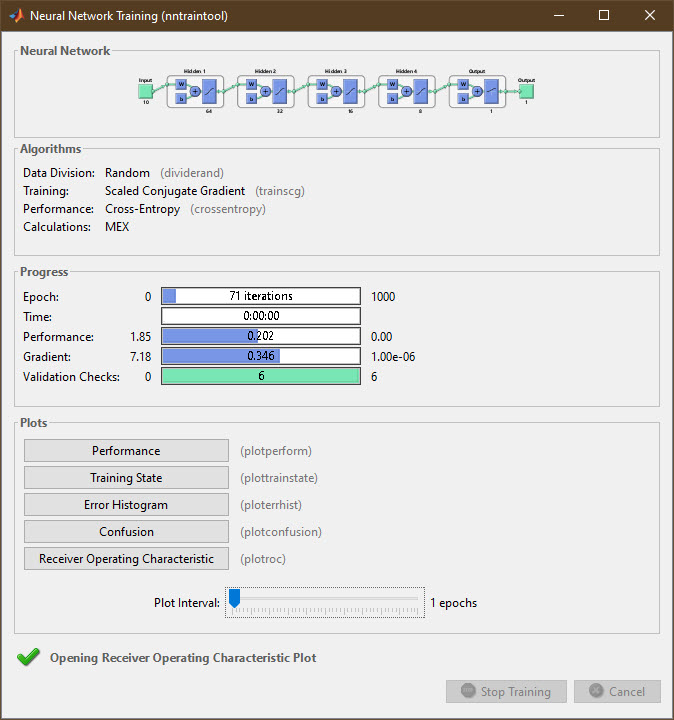 Neural Network Training (nntraintool)
Neural Network
Input Hidden 1 Hidden 2 Hidden 3 Hidden 4 Output Output
W W W W W
b b b b b
10 64 32 16 8 1 1
Algorithms
Data Division: Random (dividerand)
Training: Scaled Conjugate Gradient (trainscg)
Performance: Cross-Entropy (crossentropy)
Calculations: MEX
Progress
Epoch: 0 71 iterations 1000
Time: 0:00:00
Performance: 1.85 0.202 0.00
Gradient: 7.18 0.346 1.00e-06
Validation Checks: 0 6 6
Plots
Performance (plotperform)
Training State (plottrainstate)
Error Histogram (ploterrhist)
Confusion (plotconfusion)
Receiver Operating Characteristic (plotroc)
Plot Interval: 1 epochs
Opening Receiver Operating Characteristic Plot
Stop Training Cancel